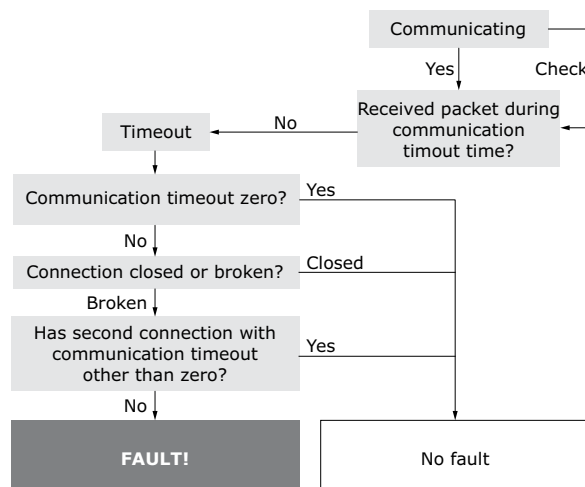 Communicating
Yes
Check
Received packet during
communication
timout time?
No
Timeout
Communication timeout zero?
Yes
No
Connection closed or broken?
Closed
Broken
Has second connection with
communication timeout
other than zero?
Yes
No
FAULT!
No fault